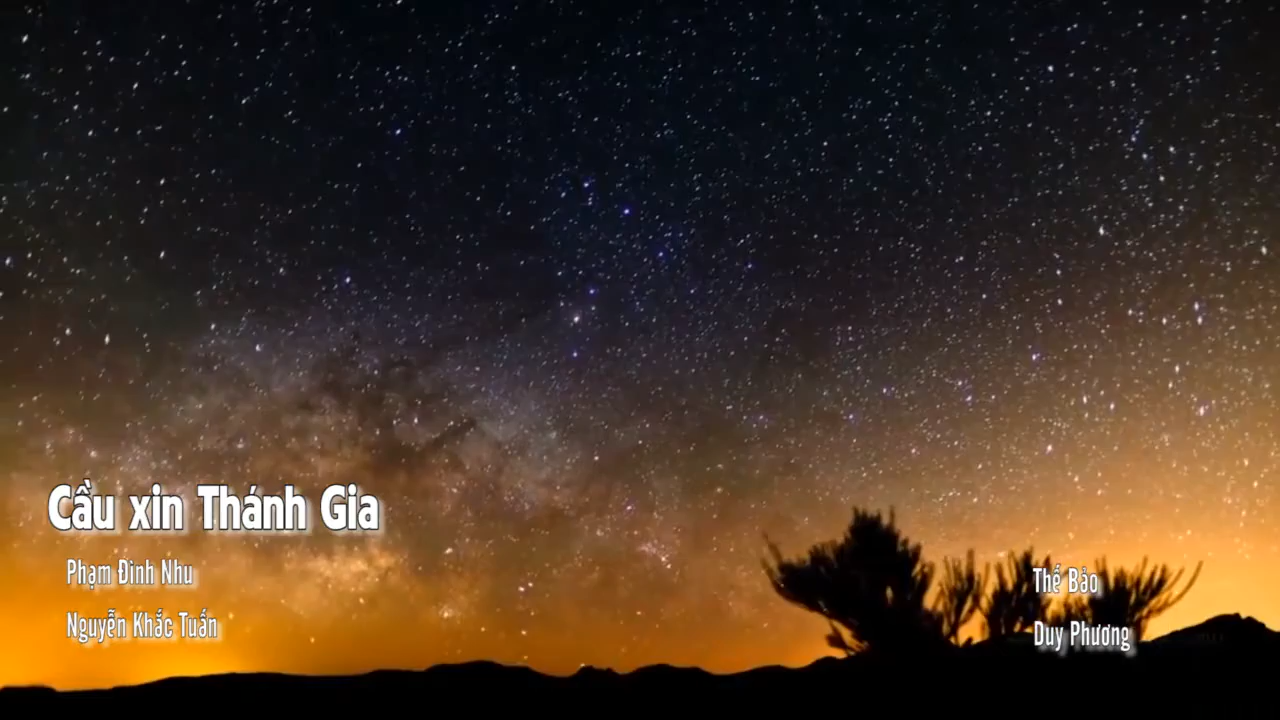 Cầu xin Thánh Gia
Phạm Đình Nhu
Nguyễn Khắc Tuấn
Thế Bảo
Duy Phương